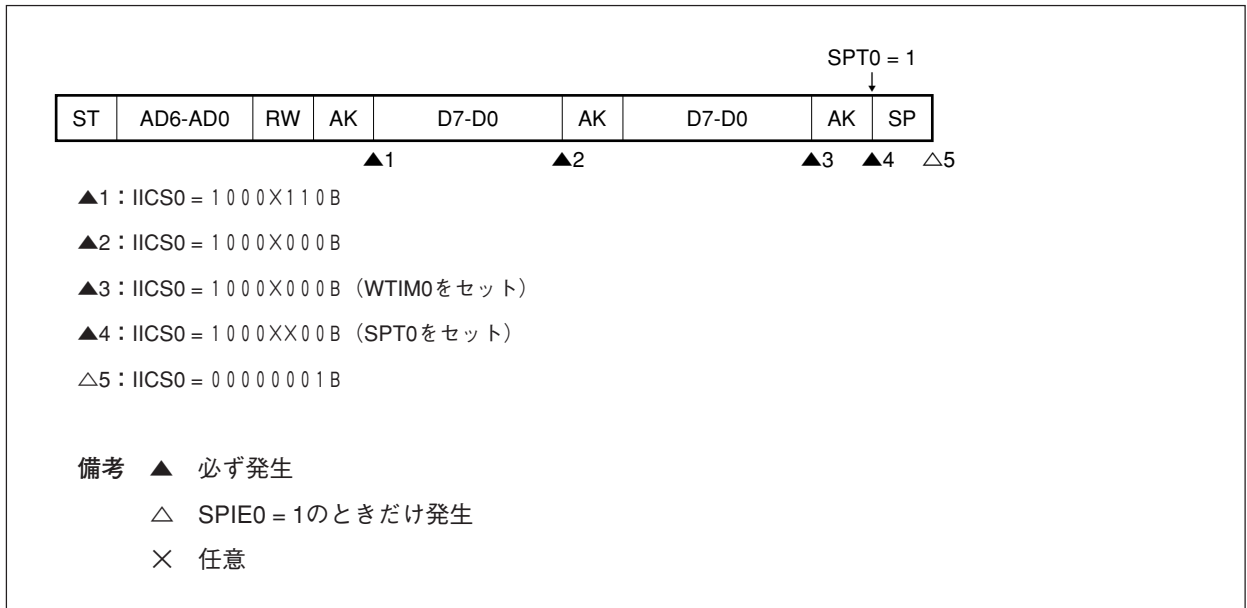 SPT0 = 1
↓
ST AD6-AD0 RW AK D7-D0 AK D7-D0 AK SP
▲1 ▲2 ▲3 ▲4 △5
▲1：IICS0 = 1000X110B
▲2：IICS0 = 1000X000B
▲3：IICS0 = 1000X000B（WTIM0をセット）
▲4：IICS0 = 1000XX00B（SPT0をセット）
△5：IICS0 = 00000001B
備考 ▲ 必ず発生
△ SPIE0 = 1のときだけ発生
× 任意